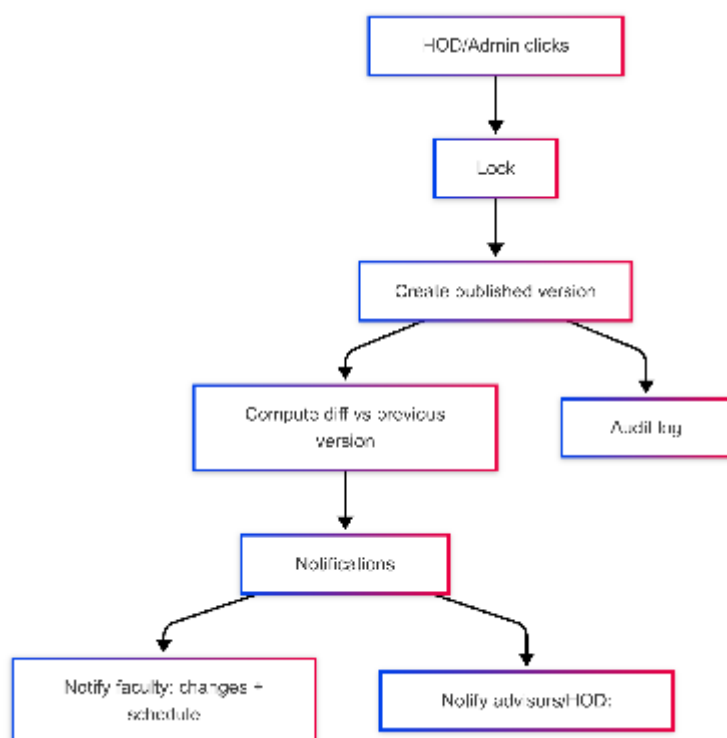 HOD/Admin clicks
Lock
Create published version
Compute diff vs previous
version
Audit log
Notifications
Notify faculty: changes +
schedule
Notify advisors/HOD: